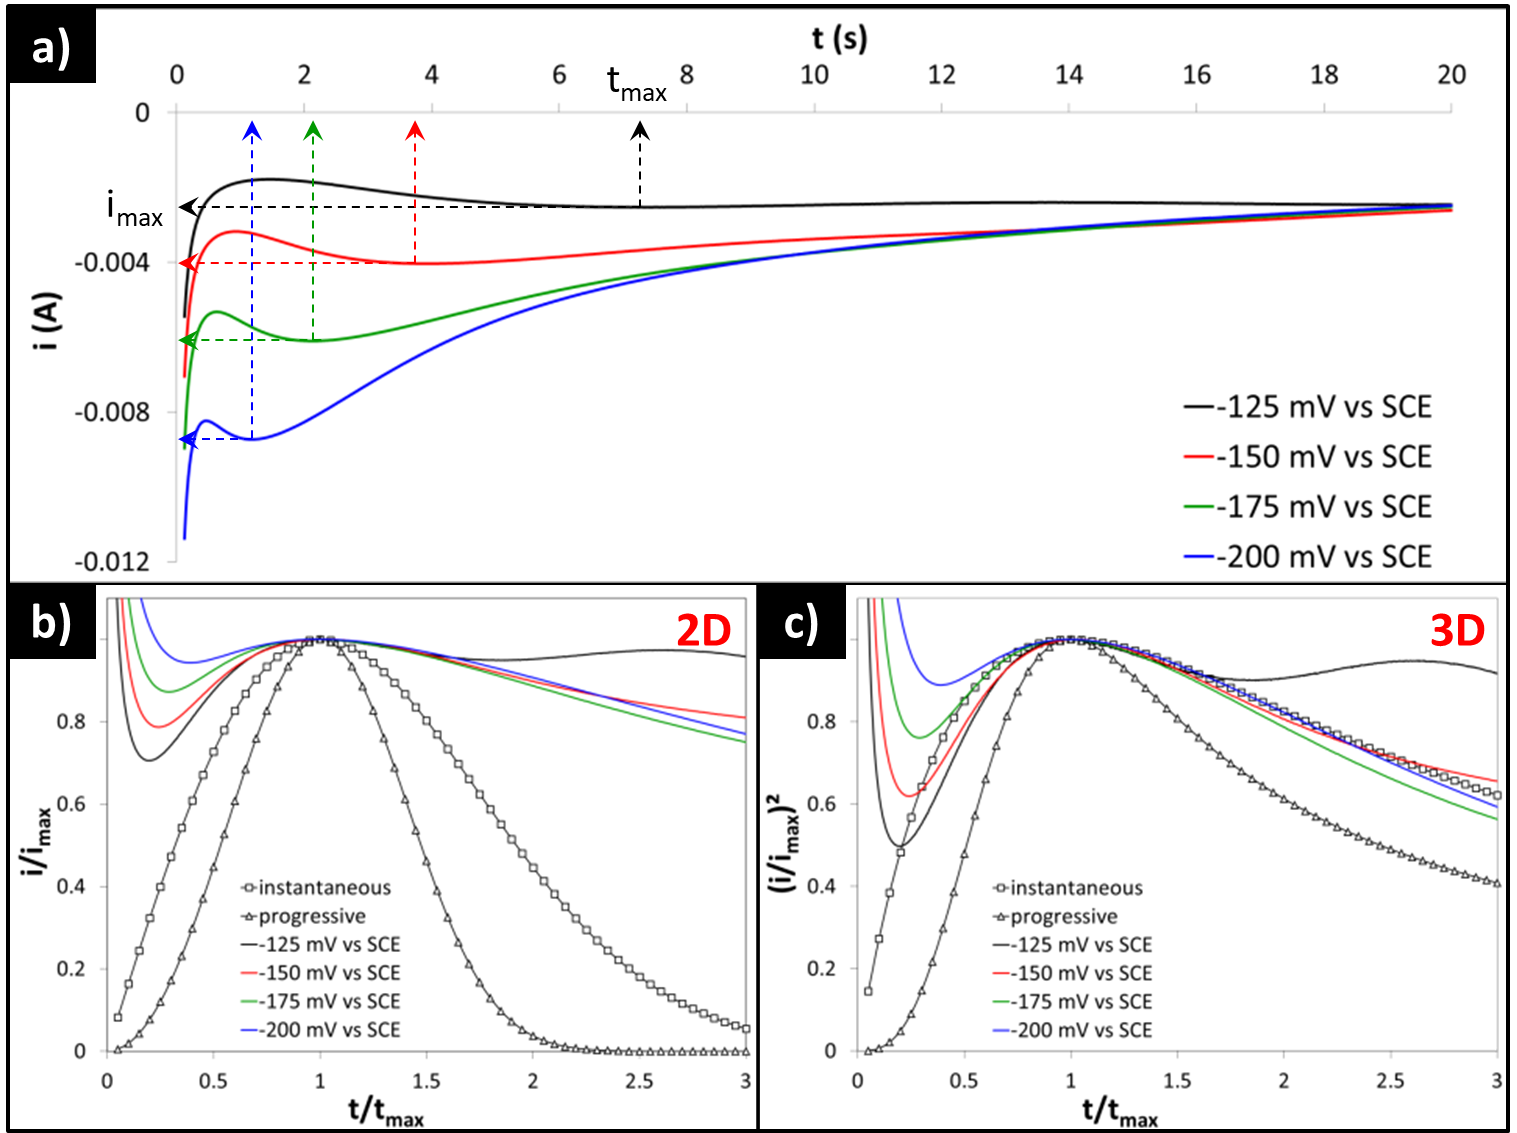 a)
t (s)
0 2 4 6 8 10 12 14 16 18 20
tmax
0
imax
-0.004
i (A)
-0.008
-0.012
-125 mV vs SCE
-150 mV vs SCE
-175 mV vs SCE
-200 mV vs SCE
b)
2D
0.8
0.6
i/imax
0.4
0.2
0
instantaneous
progressive
-125 mV vs SCE
-150 mV vs SCE
-175 mV vs SCE
-200 mV vs SCE
0 0.5 1 1.5 2 2.5 3
t/tmax
c)
3D
0.8
0.6
(i/imax)²
0.4
0.2
0
instantaneous
progressive
-125 mV vs SCE
-150 mV vs SCE
-175 mV vs SCE
-200 mV vs SCE
0 0.5 1 1.5 2 2.5 3
t/tmax